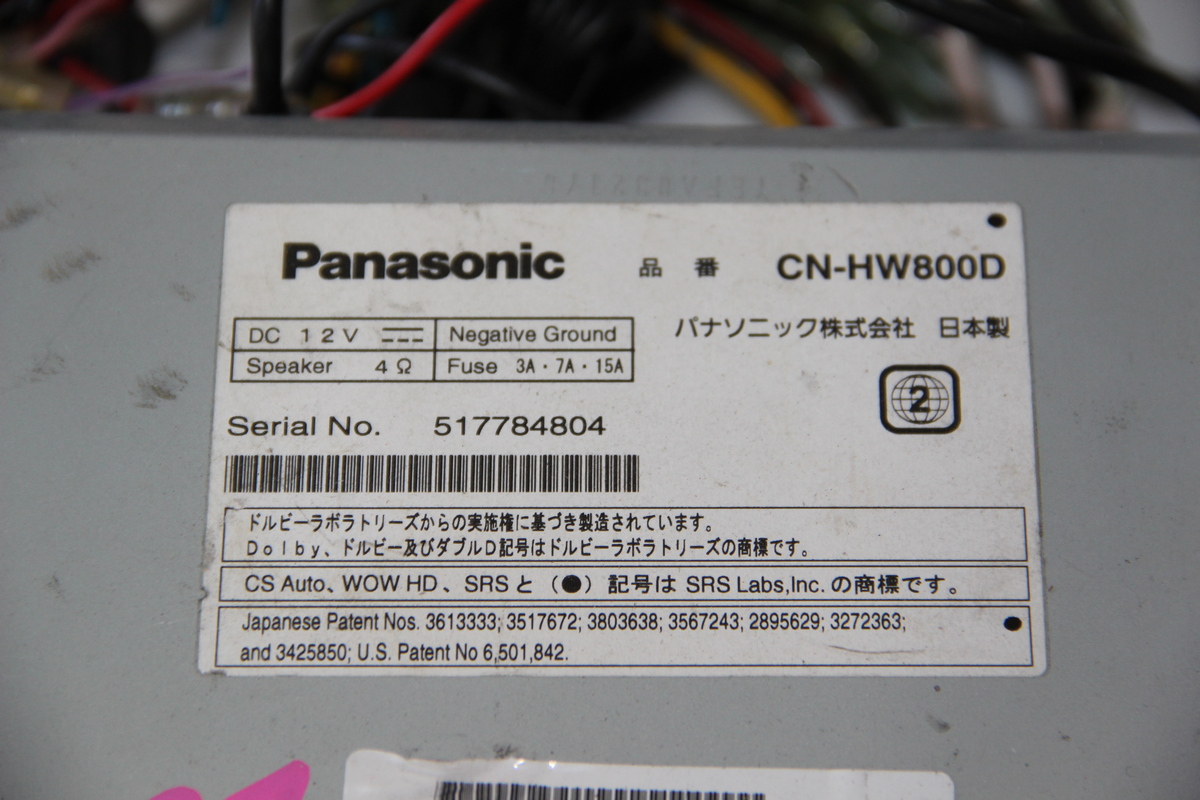 Panasonic 品 番 CN-HW800D
DC 12V Negative Ground
パナソニック株式会社 日本製
Speaker 4Ω Fuse 3A・7A・15A
2
Serial No. 517784804
ドルビーラボラトリーズからの実施権に基づき製造されています。
Dolby、ドルビー及びダブルD記号はドルビーラボラトリーズの商標です。
CS Auto、WOW HD、SRSと（●）記号は SRS Labs,Inc.の商標です。
Japanese Patent Nos. 3613333; 3517672; 3803638; 3567243; 2895629; 3272363;
and 3425850; U.S. Patent No 6,501,842.